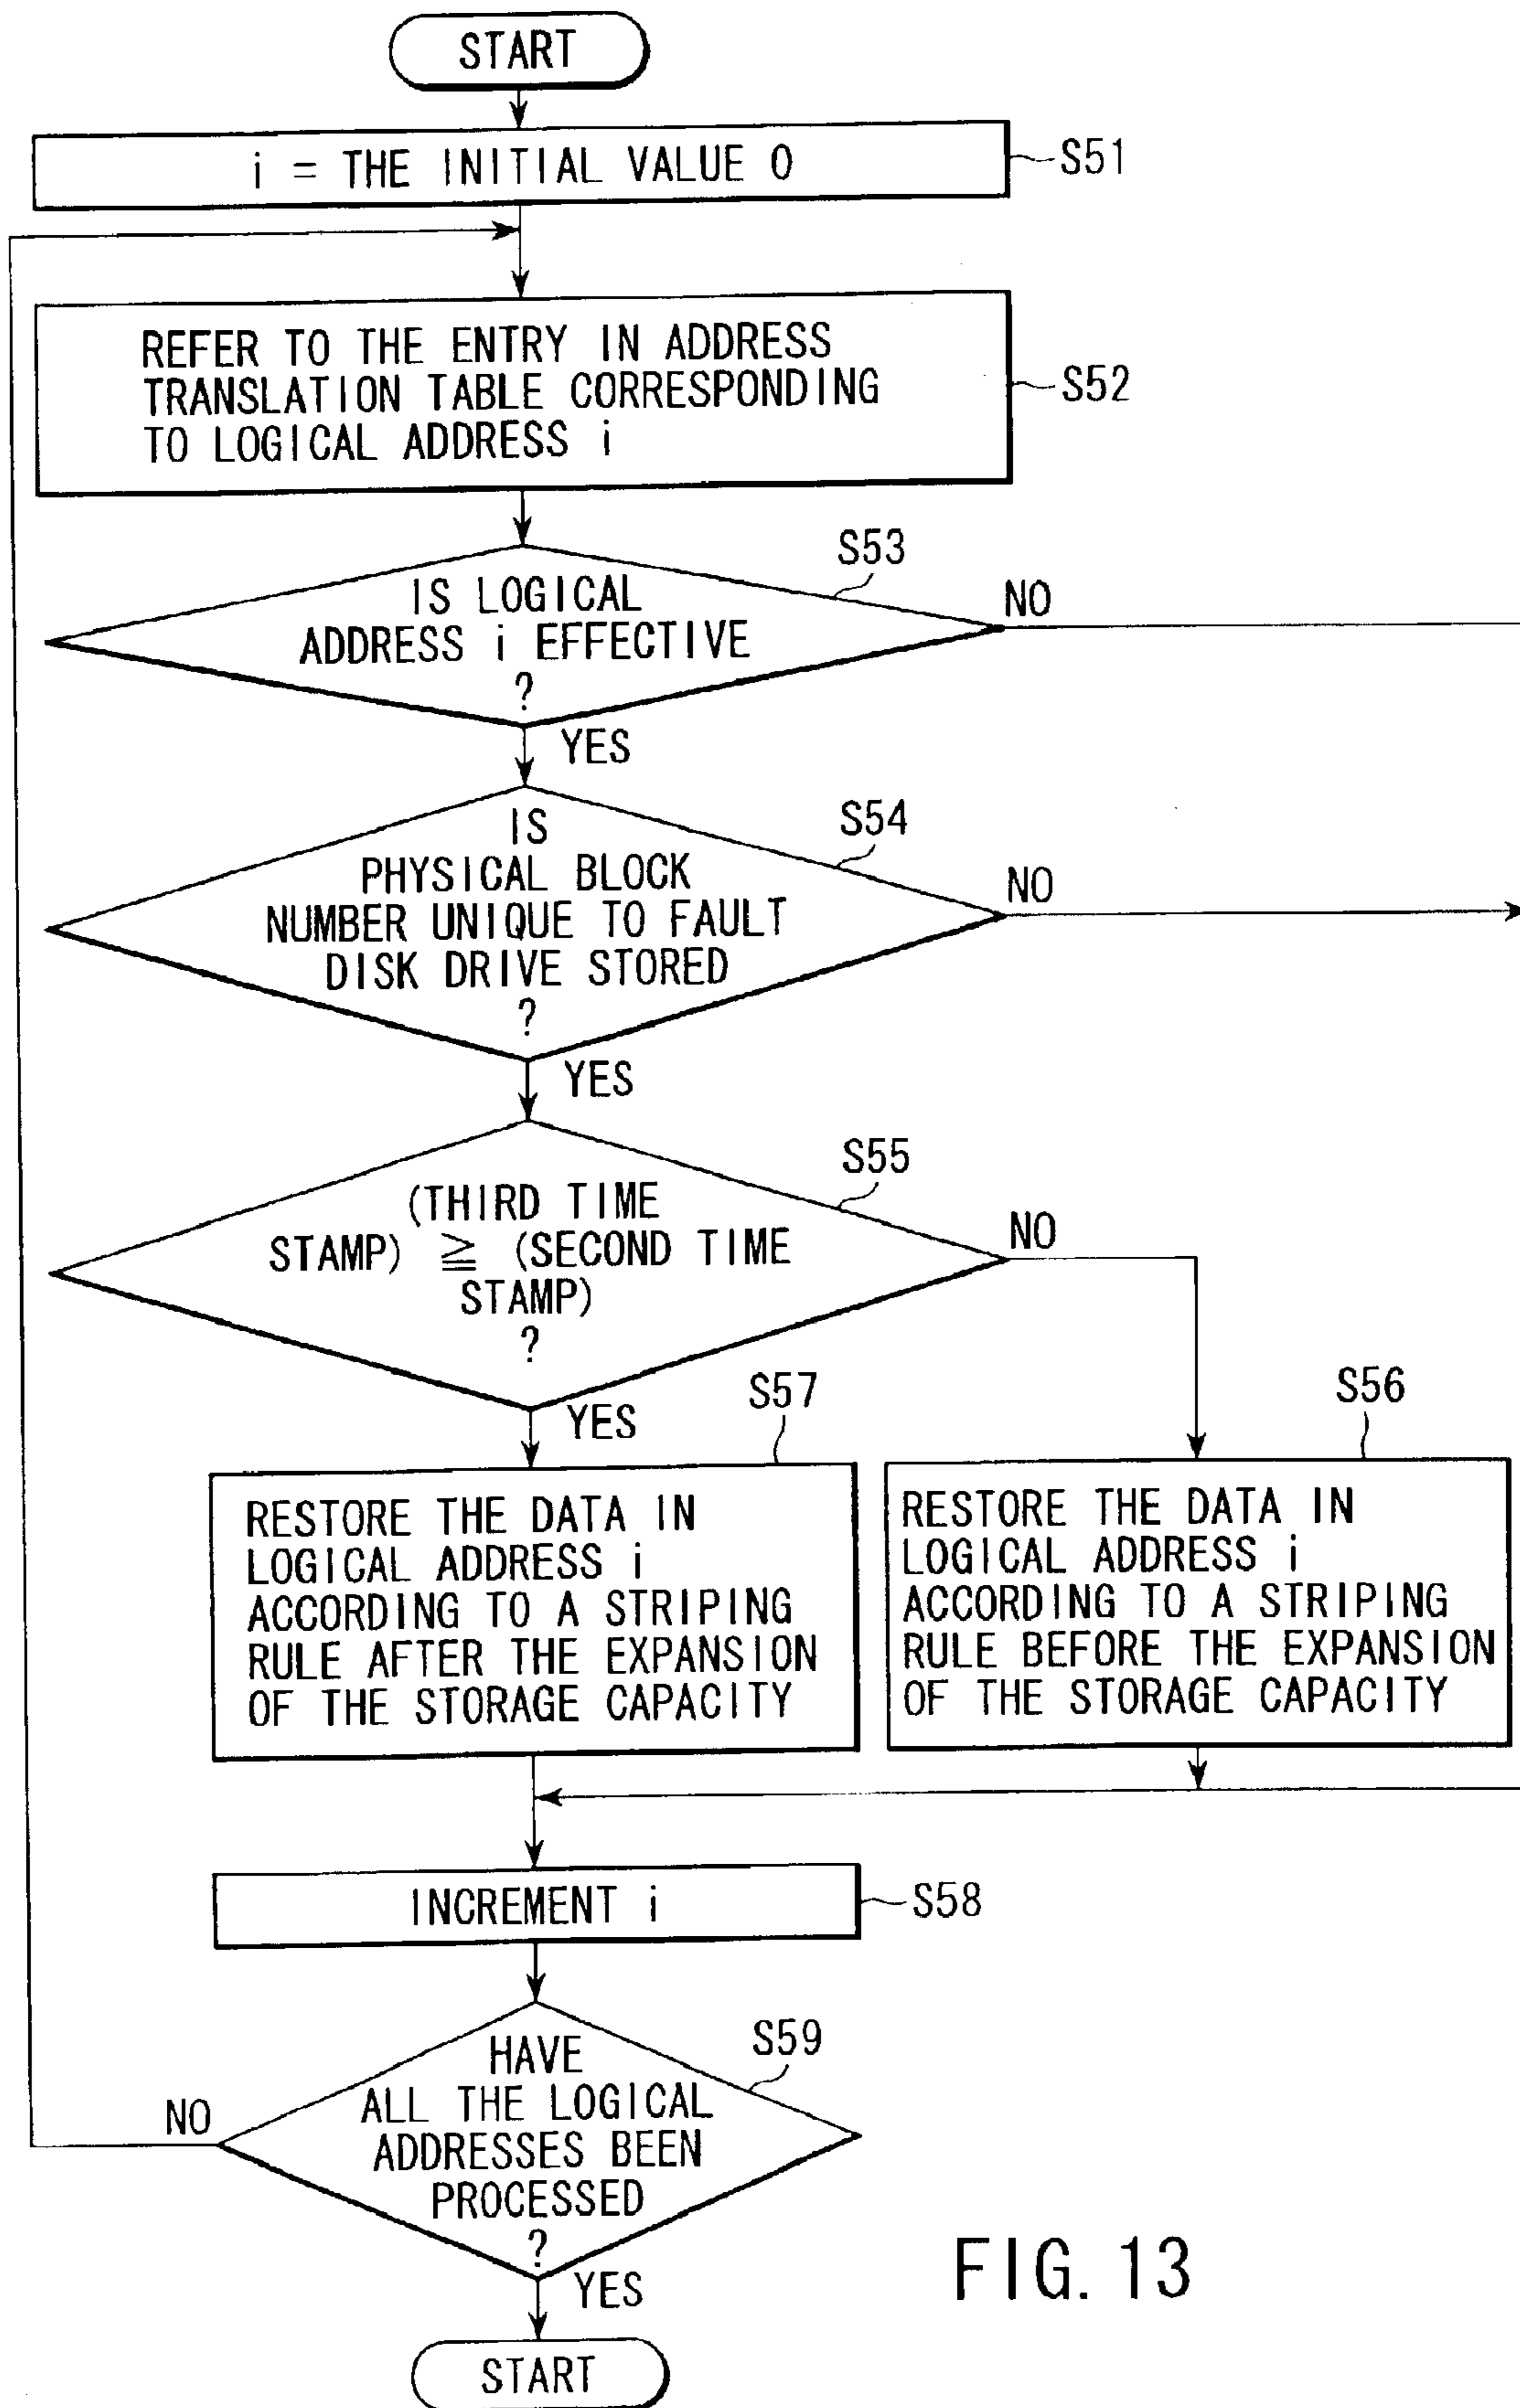 START
i = THE INITIAL VALUE 0
S51
REFER TO THE ENTRY IN ADDRESS
TRANSLATION TABLE CORRESPONDING
TO LOGICAL ADDRESS i
S52
S53
IS LOGICAL
ADDRESS i EFFECTIVE
?
NO
YES
S54
IS
PHYSICAL BLOCK
NUMBER UNIQUE TO FAULT
DISK DRIVE STORED
?
NO
YES
S55
(THIRD TIME
STAMP) ≧ (SECOND TIME
STAMP)
?
NO
YES
S57
RESTORE THE DATA IN
LOGICAL ADDRESS i
ACCORDING TO A STRIPING
RULE AFTER THE EXPANSION
OF THE STORAGE CAPACITY
S56
RESTORE THE DATA IN
LOGICAL ADDRESS i
ACCORDING TO A STRIPING
RULE BEFORE THE EXPANSION
OF THE STORAGE CAPACITY
INCREMENT i
S58
S59
HAVE
ALL THE LOGICAL
ADDRESSES BEEN
PROCESSED
?
NO
YES
START
FIG. 13